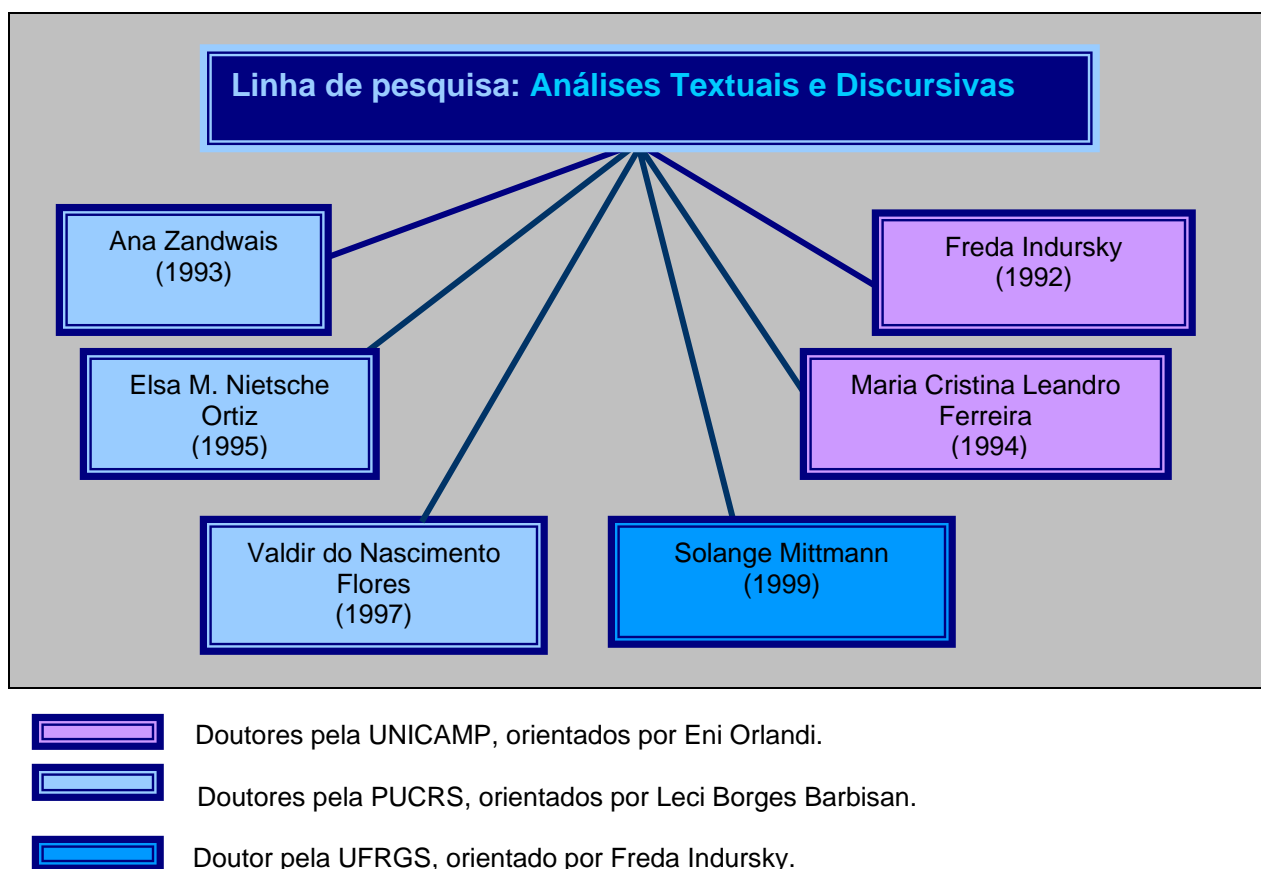 Linha de pesquisa: Análises Textuais e Discursivas
Ana Zandwais
(1993)
Freda Indursky
(1992)
Elsa M. Nietsche
Ortiz
(1995)
Maria Cristina Leandro
Ferreira
(1994)
Valdir do Nascimento
Flores
(1997)
Solange Mittmann
(1999)
Doutores pela UNICAMP, orientados por Eni Orlandi.
Doutores pela PUCRS, orientados por Leci Borges Barbisan.
Doutor pela UFRGS, orientado por Freda Indursky.